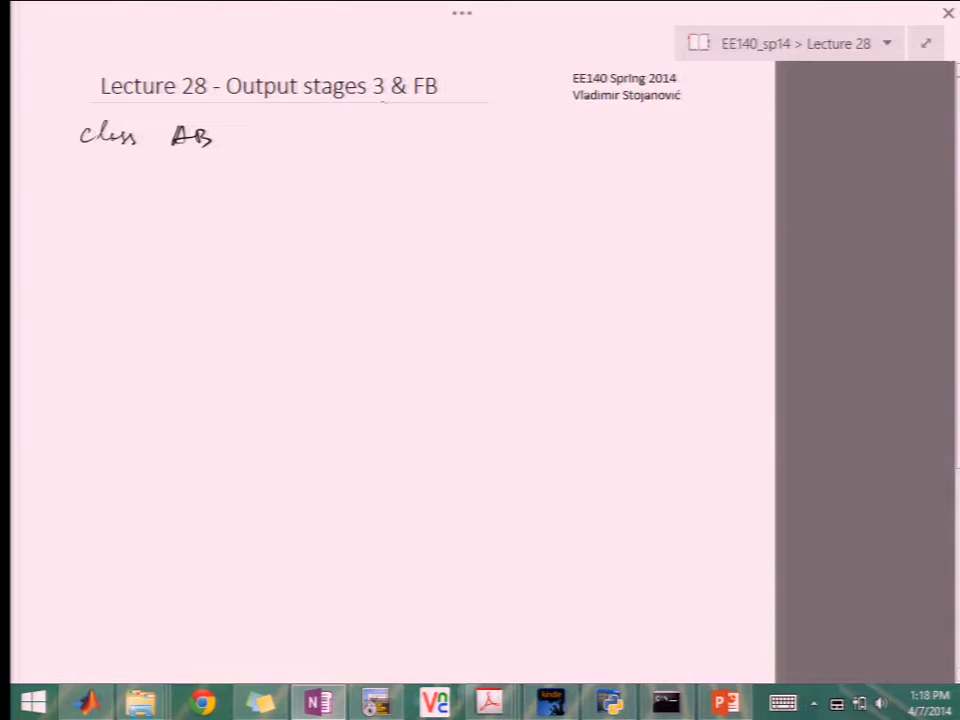 EE140_sp14 > Lecture 28
Lecture 28 - Output stages 3 & FB
EE140 Spring 2014
Vladimir Stojanović
class AB
1:18 PM
4/7/2014